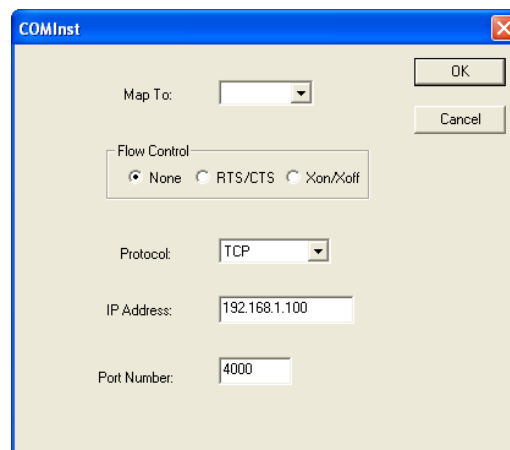 COMInst
OK
Map To:
Cancel
Flow Control
None RTS/CTS Xon/Xoff
Protocol: TCP
IP Address: 192.168.1.100
Port Number: 4000